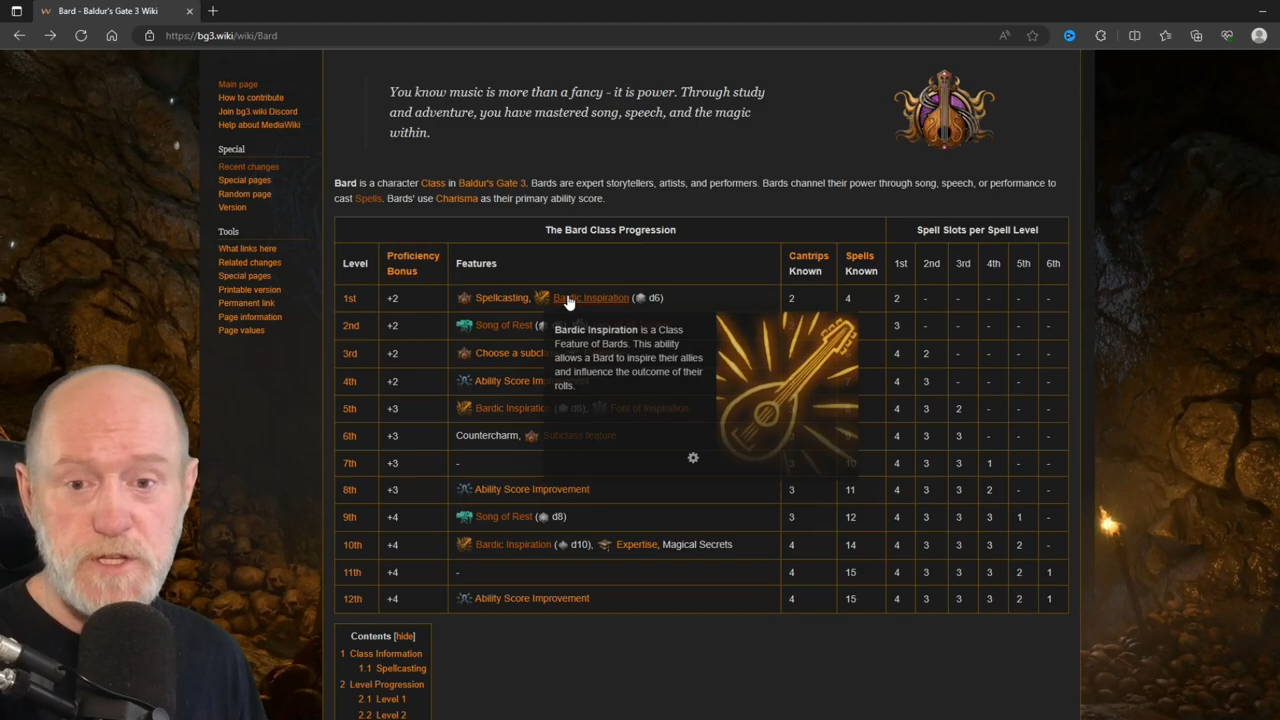 Bard - Baldur's Gate 3 Wiki
https://bg3.wiki/wiki/Bard
Main page
How to contribute
Join bg3.wiki Discord
Help about MediaWiki
Special
Recent changes
Special pages
Random page
Version
Tools
What links here
Related changes
Special pages
Printable version
Permanent link
Page information
Page values
You know music is more than a fancy - it is power. Through study
and adventure, you have mastered song, speech, and the magic
within.
Bard is a character Class in Baldur's Gate 3. Bards are expert storytellers, artists, and performers. Bards channel their power through song, speech, or performance to
cast Spells. Bards' use Charisma as their primary ability score.
The Bard Class Progression Spell Slots per Spell Level
Level Proficiency Bonus Features Cantrips Known Spells Known 1st 2nd 3rd 4th 5th 6th
1st +2 Spellcasting, Bardic Inspiration ( d6) 2 4 2 - - - - -
2nd +2 Song of Rest ( 3 - - - - -
3rd +2 Choose a subcl 4 2 - - - -
4th +2 Ability Score Im 7 4 3 - - - -
5th +3 Bardic Inspiratio ( d8), Font of Inspiration 4 3 2 - - -
6th +3 Countercharm, Subclass feature 4 3 3 - - -
7th +3 - 3 10 4 3 3 1 - -
8th +3 Ability Score Improvement 3 11 4 3 3 2 - -
9th +4 Song of Rest ( d8) 3 12 4 3 3 3 1 -
10th +4 Bardic Inspiration ( d10), Expertise, Magical Secrets 4 14 4 3 3 3 2 -
11th +4 - 4 15 4 3 3 3 2 1
12th +4 Ability Score Improvement 4 15 4 3 3 3 2 1
Bardic Inspiration is a Class
Feature of Bards. This ability
allows a Bard to inspire their allies
and influence the outcome of their
rolls.
Contents [hide]
1 Class Information
1.1 Spellcasting
2 Level Progression
2.1 Level 1
2.2 Level 2